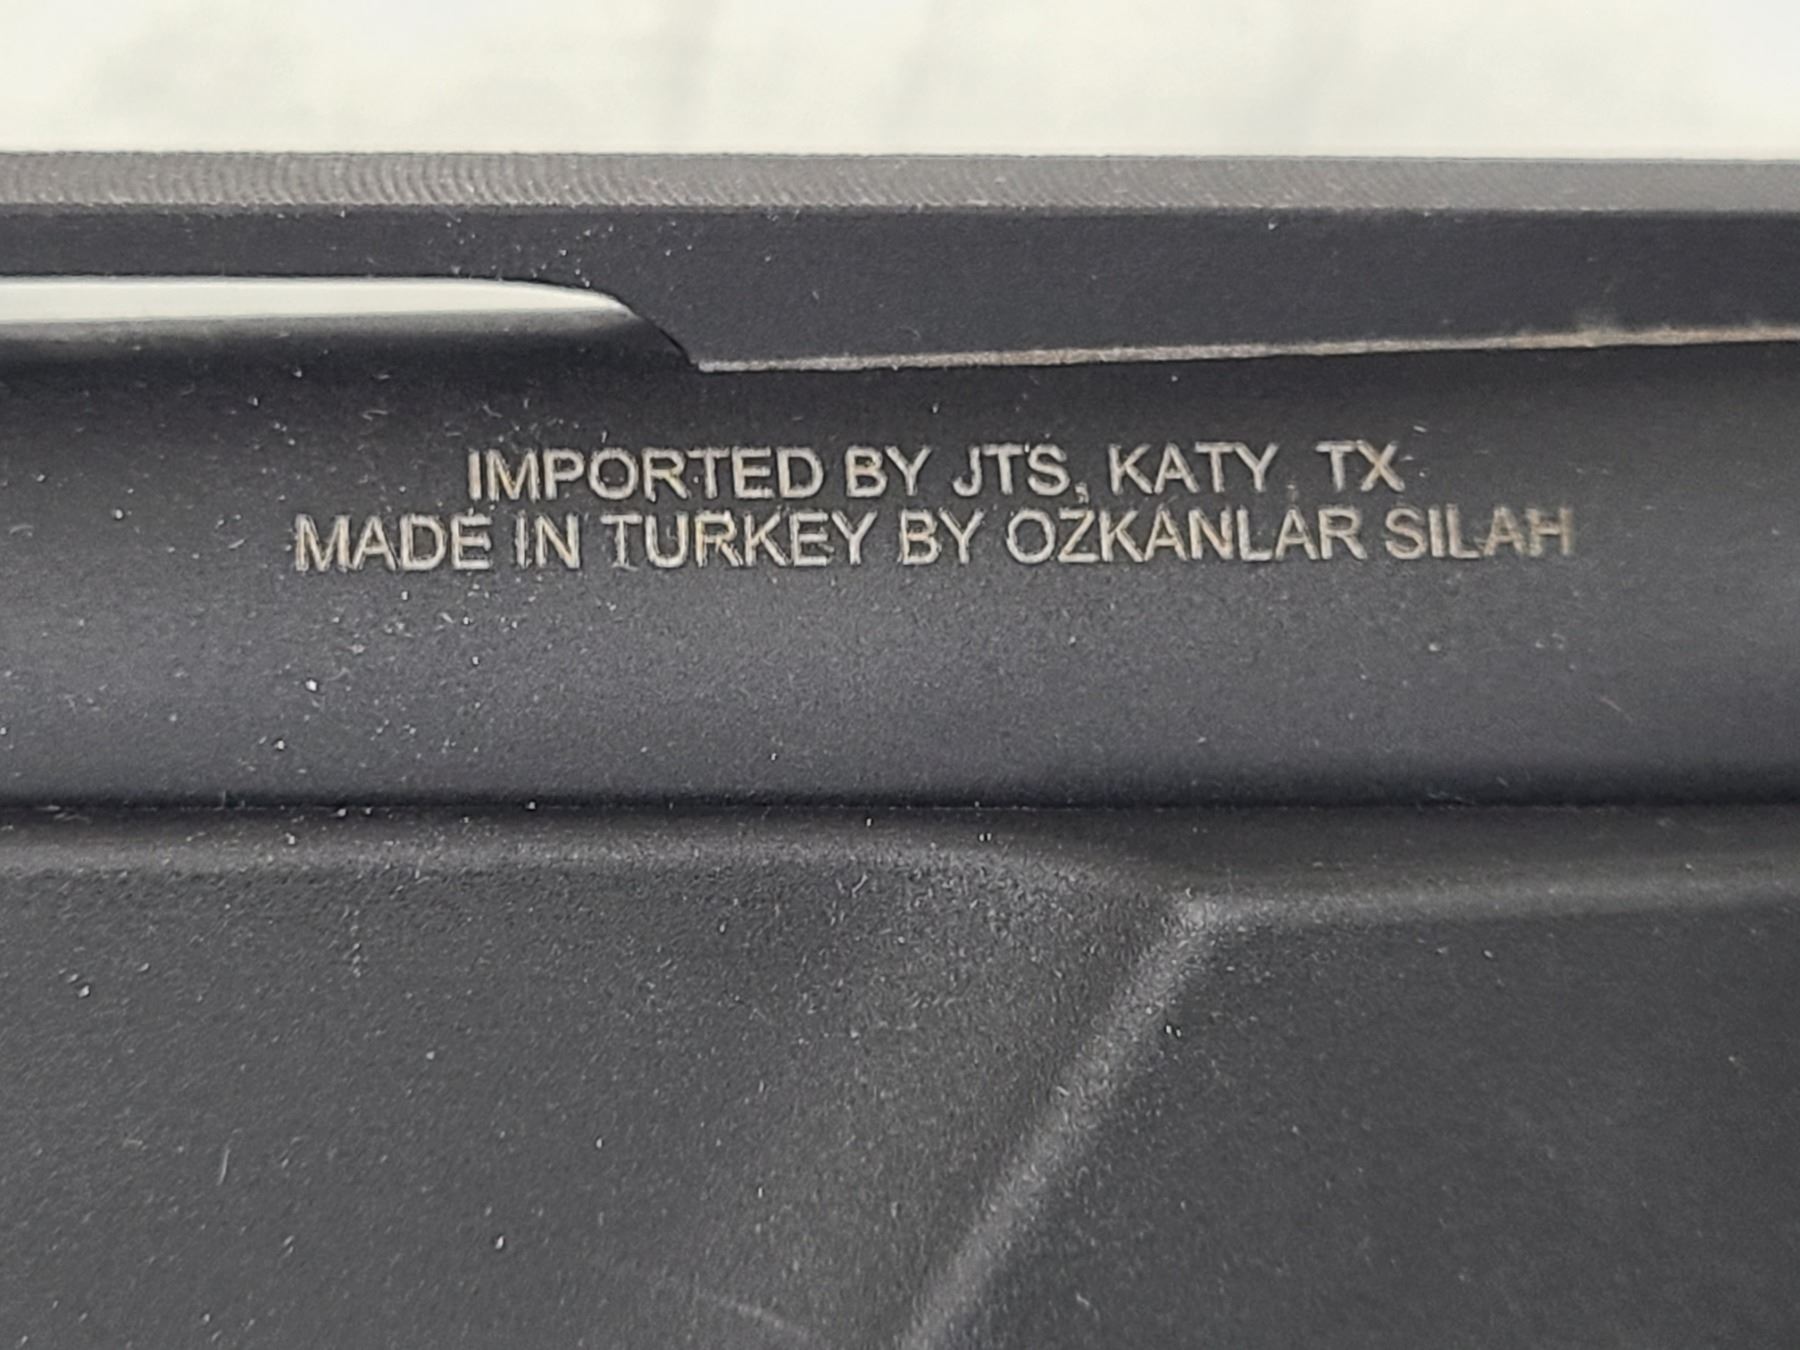 IMPORTED BY JTS, KATY, TX
MADE IN TURKEY BY OZKANLAR SILAH